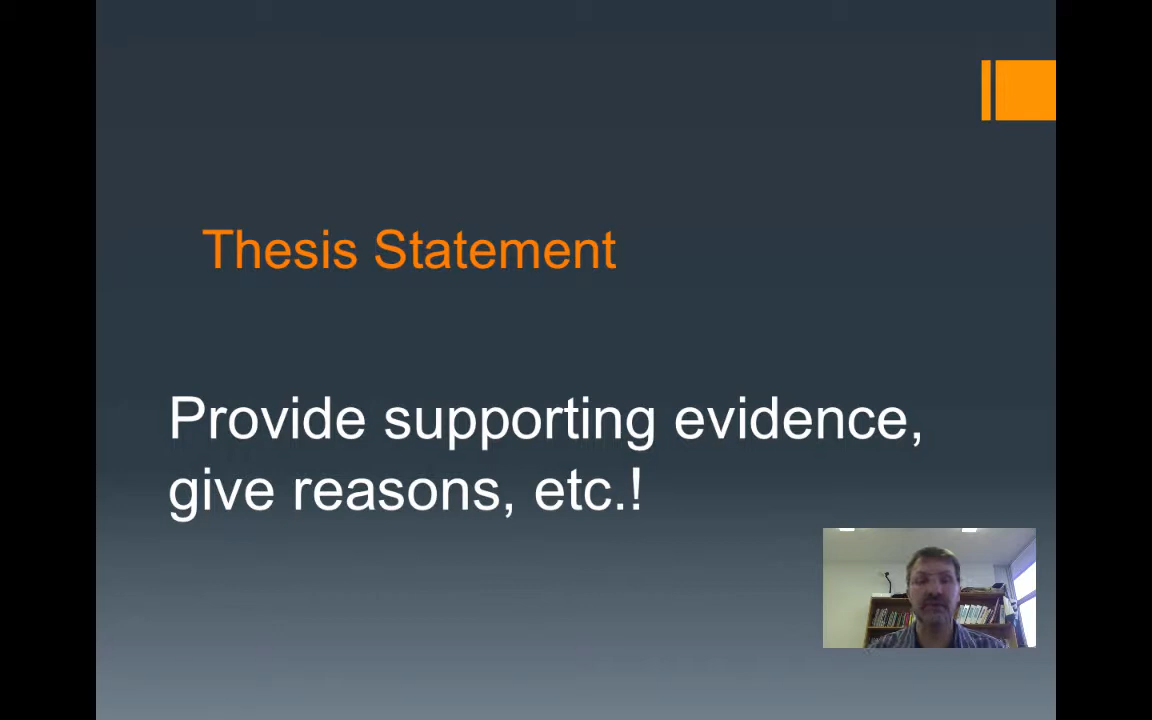 Thesis Statement
Provide supporting evidence,
give reasons, etc.!